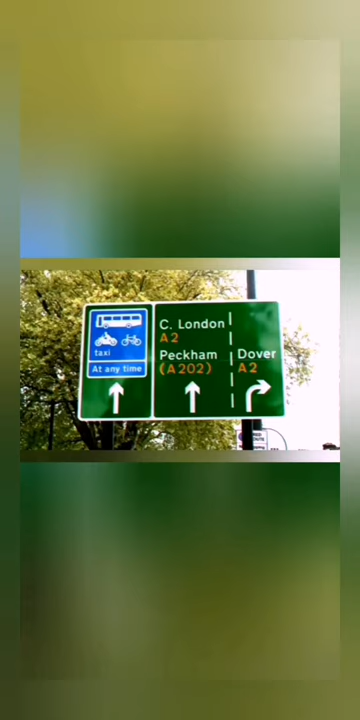 taxi
At any time
C. London
A2
Peckham
(A202)
Dover
A2